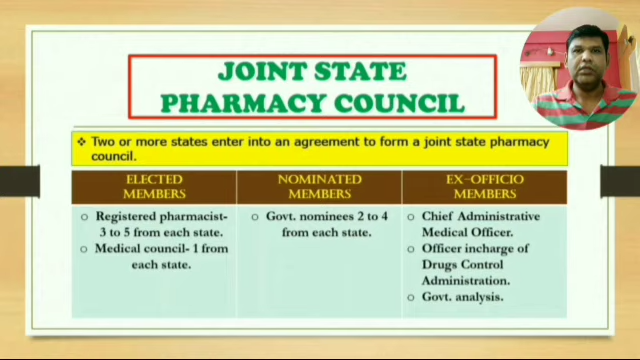 JOINT STATE
PHARMACY COUNCIL
❖ Two or more states enter into an agreement to form a joint state pharmacy
council.
ELECTED
MEMBERS
○ Registered pharmacist-
3 to 5 from each state.
○ Medical council- 1 from
each state.
NOMINATED
MEMBERS
○ Govt. nominees 2 to 4
from each state.
EX-OFFICIO
MEMBERS
○ Chief Administrative
Medical Officer.
○ Officer incharge of
Drugs Control
Administration.
○ Govt. analysis.